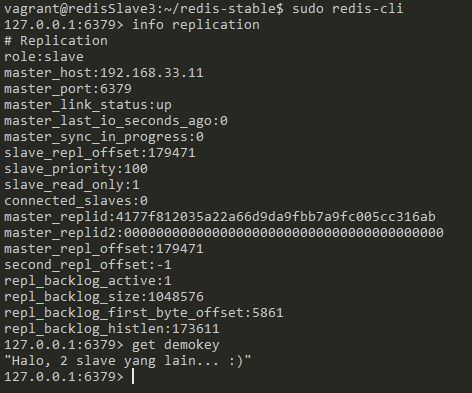 vagrant@redisSlave3:~/redis-stable$ sudo redis-cli
127.0.0.1:6379> info replication
# Replication
role:slave
master_host:192.168.33.11
master_port:6379
master_link_status:up
master_last_io_seconds_ago:0
master_sync_in_progress:0
slave_repl_offset:179471
slave_priority:100
slave_read_only:1
connected_slaves:0
master_replid:4177f812035a22a66d9da9fbb7a9fc005cc316ab
master_replid2:0000000000000000000000000000000000000000
master_repl_offset:179471
second_repl_offset:-1
repl_backlog_active:1
repl_backlog_size:1048576
repl_backlog_first_byte_offset:5861
repl_backlog_histlen:173611
127.0.0.1:6379> get demokey
"Halo, 2 slave yang lain... :)"
127.0.0.1:6379>